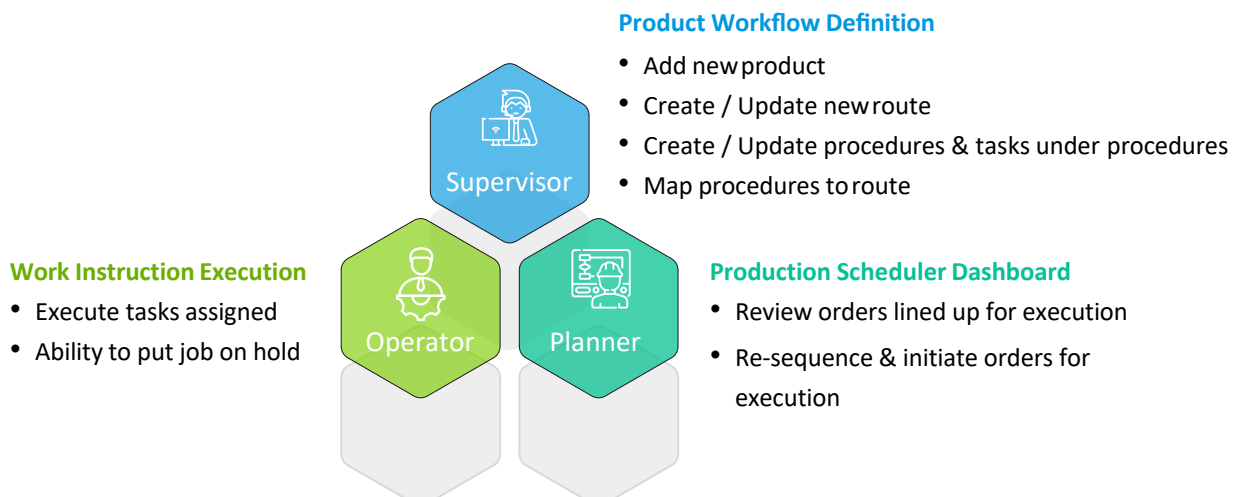 Product Workflow Definition
• Add new product
• Create / Update new route
• Create / Update procedures & tasks under procedures
• Map procedures to route
Supervisor
Work Instruction Execution
• Execute tasks assigned
• Ability to put job on hold
Operator
Planner
Production Scheduler Dashboard
• Review orders lined up for execution
• Re-sequence & initiate orders for
execution